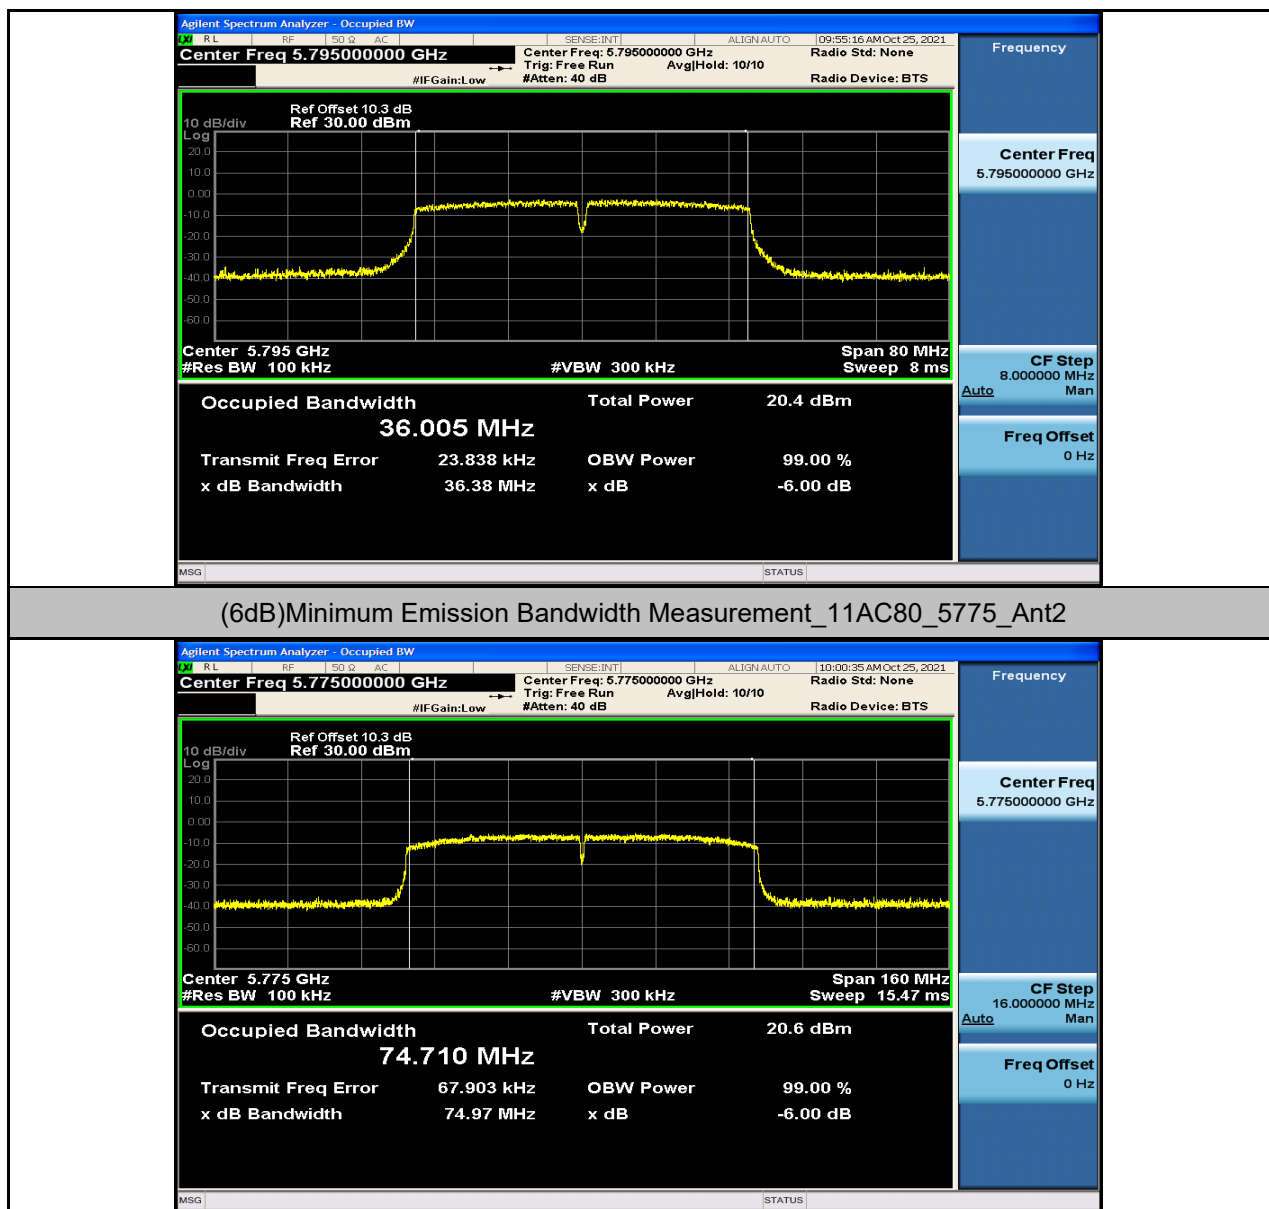 Agilent Spectrum Analyzer - Occupied BW
LXI RL RF 50 Ω AC SENSE:INT ALIGN AUTO 09:55:16 AM Oct 25, 2021
Center Freq 5.795000000 GHz Center Freq: 5.795000000 GHz Radio Std: None
Trig: Free Run Avg|Hold: 10/10
#IFGain:Low #Atten: 40 dB Radio Device: BTS
Frequency
Ref Offset 10.3 dB
10 dB/div Ref 30.00 dBm
Log
20.0
10.0
0.00
-10.0
-20.0
-30.0
-40.0
-50.0
-60.0
Center 5.795 GHz Span 80 MHz
#Res BW 100 kHz #VBW 300 kHz Sweep 8 ms
Center Freq
5.795000000 GHz
CF Step
8.000000 MHz
Auto Man
Freq Offset
0 Hz
Occupied Bandwidth Total Power 20.4 dBm
36.005 MHz
Transmit Freq Error 23.838 kHz OBW Power 99.00 %
x dB Bandwidth 36.38 MHz x dB -6.00 dB
MSG STATUS
(6dB)Minimum Emission Bandwidth Measurement_11AC80_5775_Ant2
Agilent Spectrum Analyzer - Occupied BW
LXI RL RF 50 Ω AC SENSE:INT ALIGN AUTO 10:00:35 AM Oct 25, 2021
Center Freq 5.775000000 GHz Center Freq: 5.775000000 GHz Radio Std: None
Trig: Free Run Avg|Hold: 10/10
#IFGain:Low #Atten: 40 dB Radio Device: BTS
Frequency
Ref Offset 10.3 dB
10 dB/div Ref 30.00 dBm
Log
20.0
10.0
0.00
-10.0
-20.0
-30.0
-40.0
-50.0
-60.0
Center 5.775 GHz Span 160 MHz
#Res BW 100 kHz #VBW 300 kHz Sweep 15.47 ms
Center Freq
5.775000000 GHz
CF Step
16.000000 MHz
Auto Man
Freq Offset
0 Hz
Occupied Bandwidth Total Power 20.6 dBm
74.710 MHz
Transmit Freq Error 67.903 kHz OBW Power 99.00 %
x dB Bandwidth 74.97 MHz x dB -6.00 dB
MSG STATUS